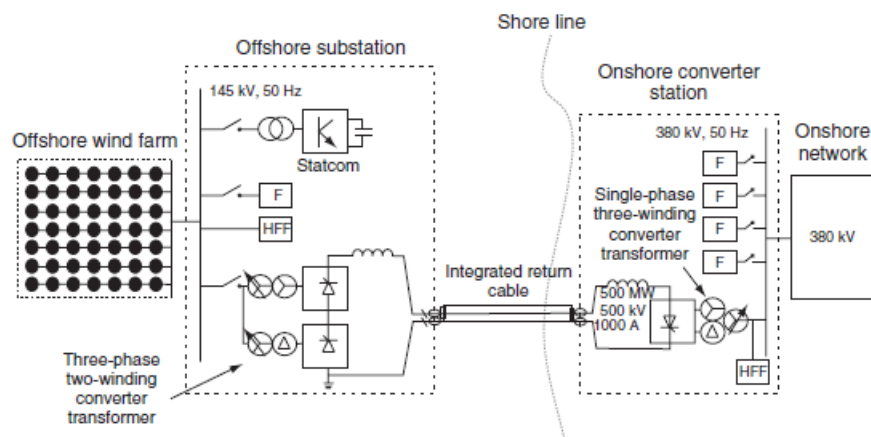 Shore line
Offshore substation
Onshore converter
station
145 kV, 50 Hz
380 kV, 50 Hz
Onshore
network
Offshore wind farm
Statcom
F
F
F
F
F
HFF
Single-phase
three-winding
converter
transformer
380 kV
Integrated return
cable
500 MW
500 kV
1000 A
Three-phase
two-winding
converter
transformer
HFF